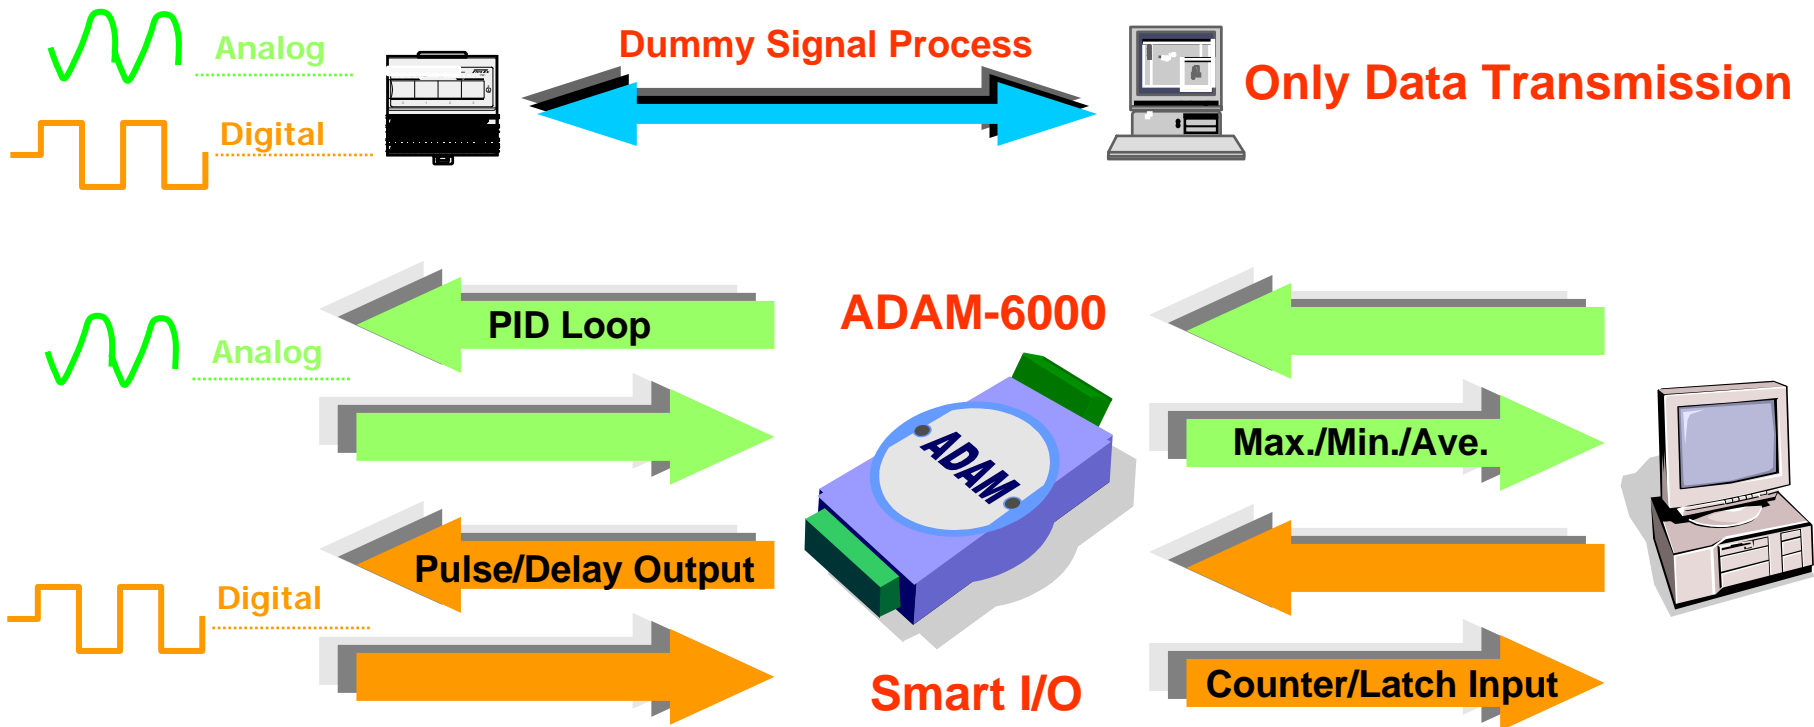 Analog
Dummy Signal Process
Only Data Transmission
Digital
ADAM-6000
PID Loop
Analog
Max./Min./Ave.
ADAM
Pulse/Delay Output
Digital
Smart I/O
Counter/Latch Input